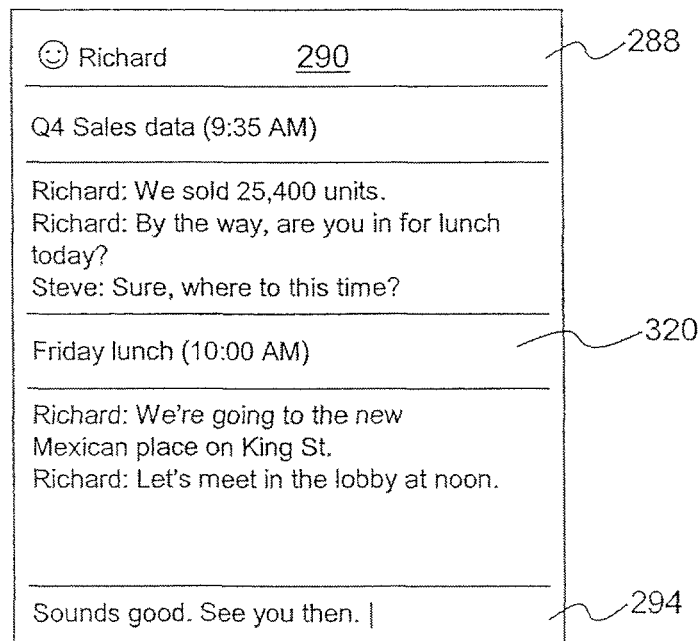 Richard 290 288
Q4 Sales data (9:35 AM)
Richard: We sold 25,400 units.
Richard: By the way, are you in for lunch
today?
Steve: Sure, where to this time?
Friday lunch (10:00 AM) 320
Richard: We're going to the new
Mexican place on King St.
Richard: Let's meet in the lobby at noon.
Sounds good. See you then. | 294